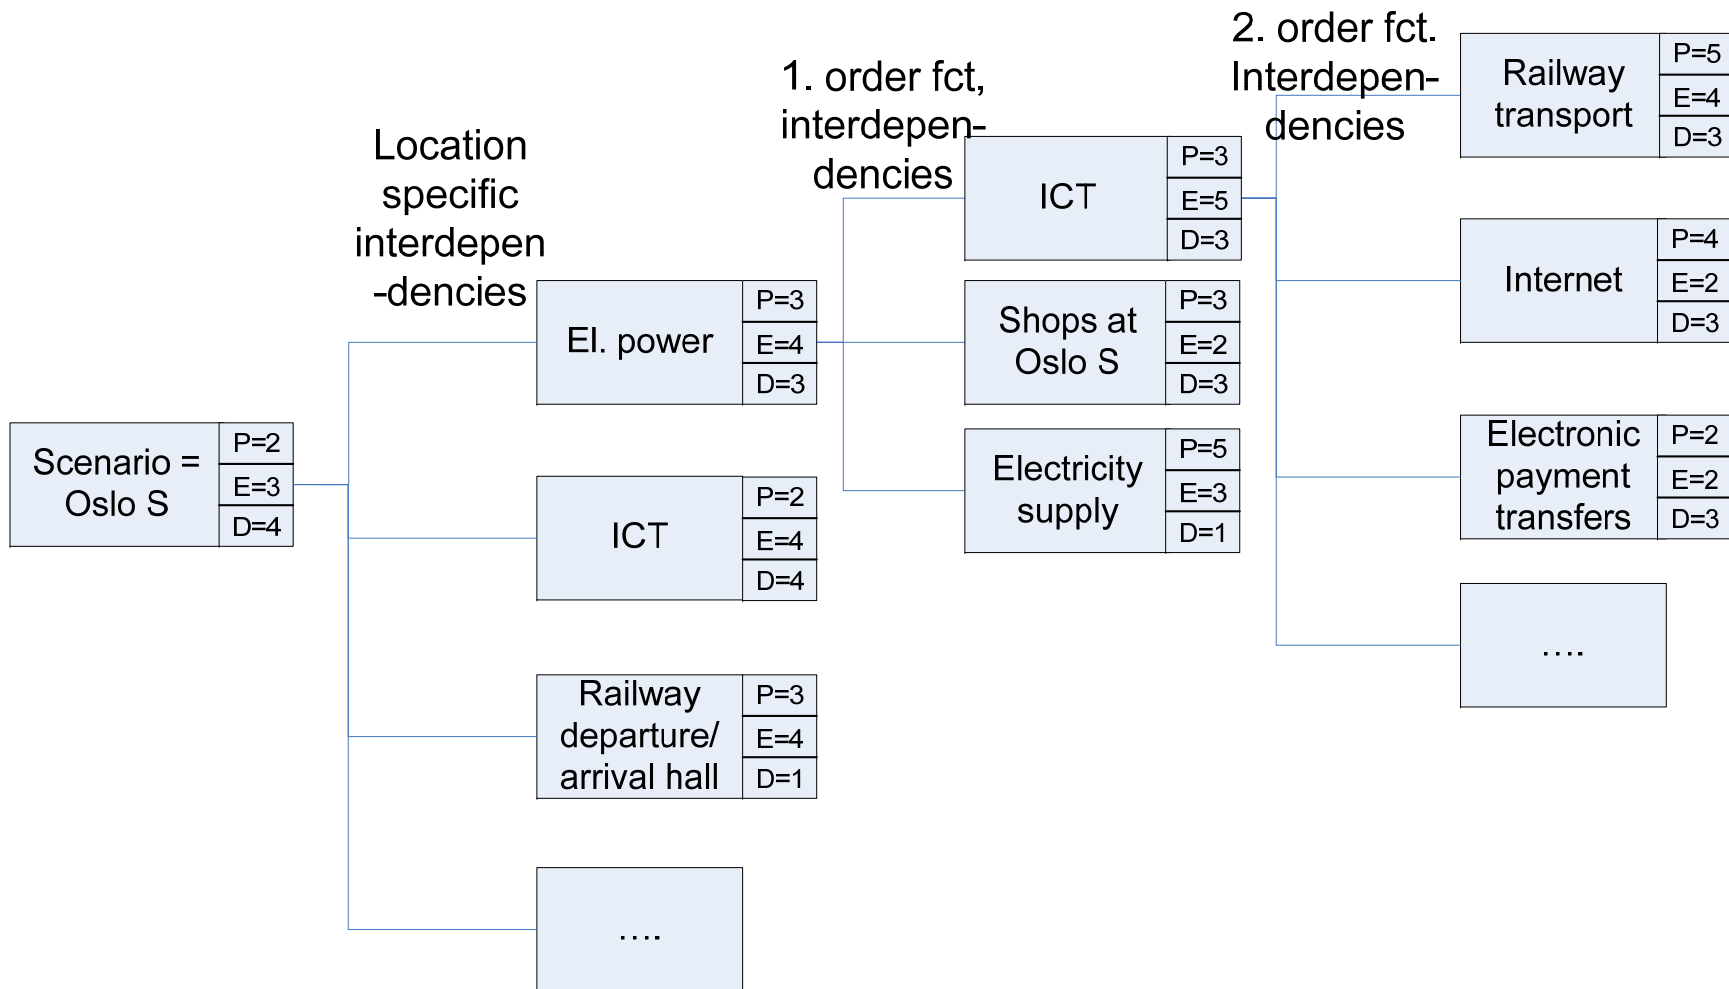 Location
specific
interdepen
-dencies
1. order fct,
interdepen-
dencies
2. order fct.
Interdepen-
dencies
Scenario =
Oslo S
P=2
E=3
D=4
El. power
P=3
E=4
D=3
ICT
P=2
E=4
D=4
Railway
departure/
arrival hall
P=3
E=4
D=1
....
ICT
P=3
E=5
D=3
Shops at
Oslo S
P=3
E=2
D=3
Electricity
supply
P=5
E=3
D=1
Railway
transport
P=5
E=4
D=3
Internet
P=4
E=2
D=3
Electronic
payment
transfers
P=2
E=2
D=3
....